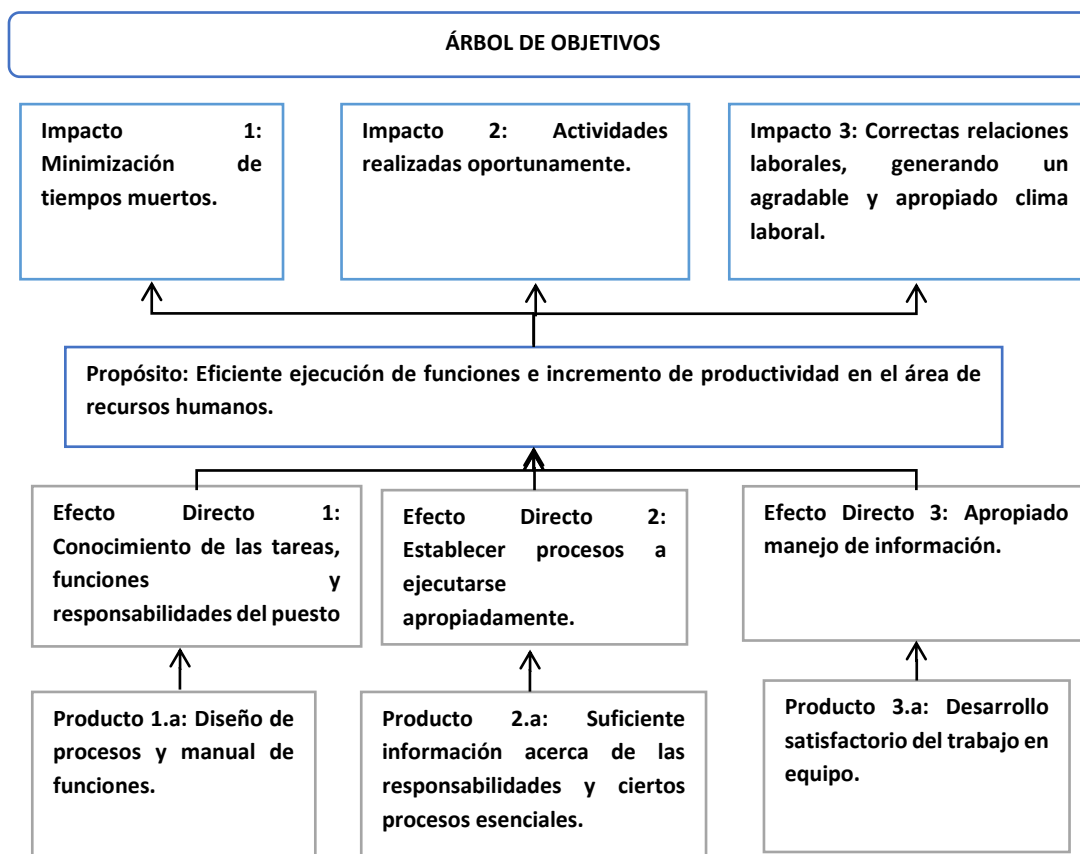 ÁRBOL DE OBJETIVOS
Impacto 1:
Minimización de
tiempos muertos.
Impacto 2: Actividades
realizadas oportunamente.
Impacto 3: Correctas relaciones
laborales, generando un
agradable y apropiado clima
laboral.
Propósito: Eficiente ejecución de funciones e incremento de productividad en el área de
recursos humanos.
Efecto Directo 1:
Conocimiento de las tareas,
funciones y
responsabilidades del puesto
Efecto Directo 2:
Establecer procesos a
ejecutarse
apropiadamente.
Efecto Directo 3: Apropiado
manejo de información.
Producto 1.a: Diseño de
procesos y manual de
funciones.
Producto 2.a: Suficiente
información acerca de las
responsabilidades y ciertos
procesos esenciales.
Producto 3.a: Desarrollo
satisfactorio del trabajo en
equipo.